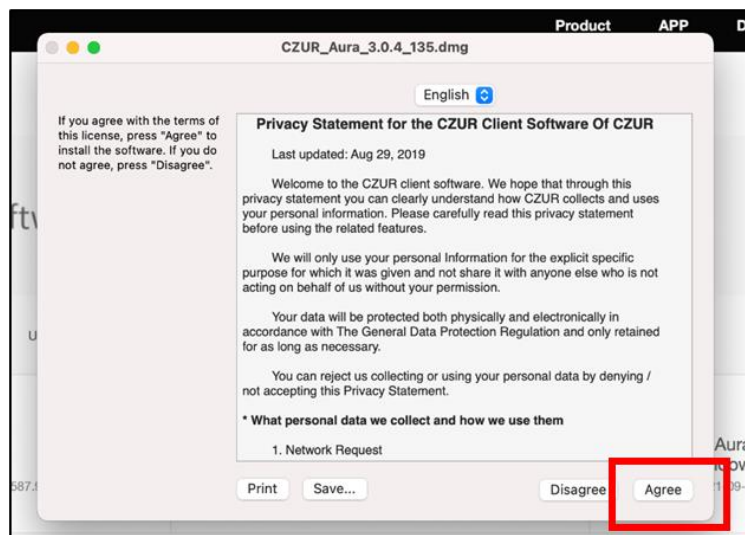 Product APP
CZUR_Aura_3.0.4_135.dmg
English
If you agree with the terms of
this license, press "Agree" to
install the software. If you do
not agree, press "Disagree".
Privacy Statement for the CZUR Client Software Of CZUR
Last updated: Aug 29, 2019
Welcome to the CZUR client software. We hope that through this
privacy statement you can clearly understand how CZUR collects and uses
your personal information. Please carefully read this privacy statement
before using the related features.
We will only use your personal Information for the explicit specific
purpose for which it was given and not share it with anyone else who is not
acting on behalf of us without your permission.
Your data will be protected both physically and electronically in
accordance with The General Data Protection Regulation and only retained
for as long as necessary.
You can reject us collecting or using your personal data by denying /
not accepting this Privacy Statement.
* What personal data we collect and how we use them
1. Network Request
Print Save... Disagree Agree
Aura